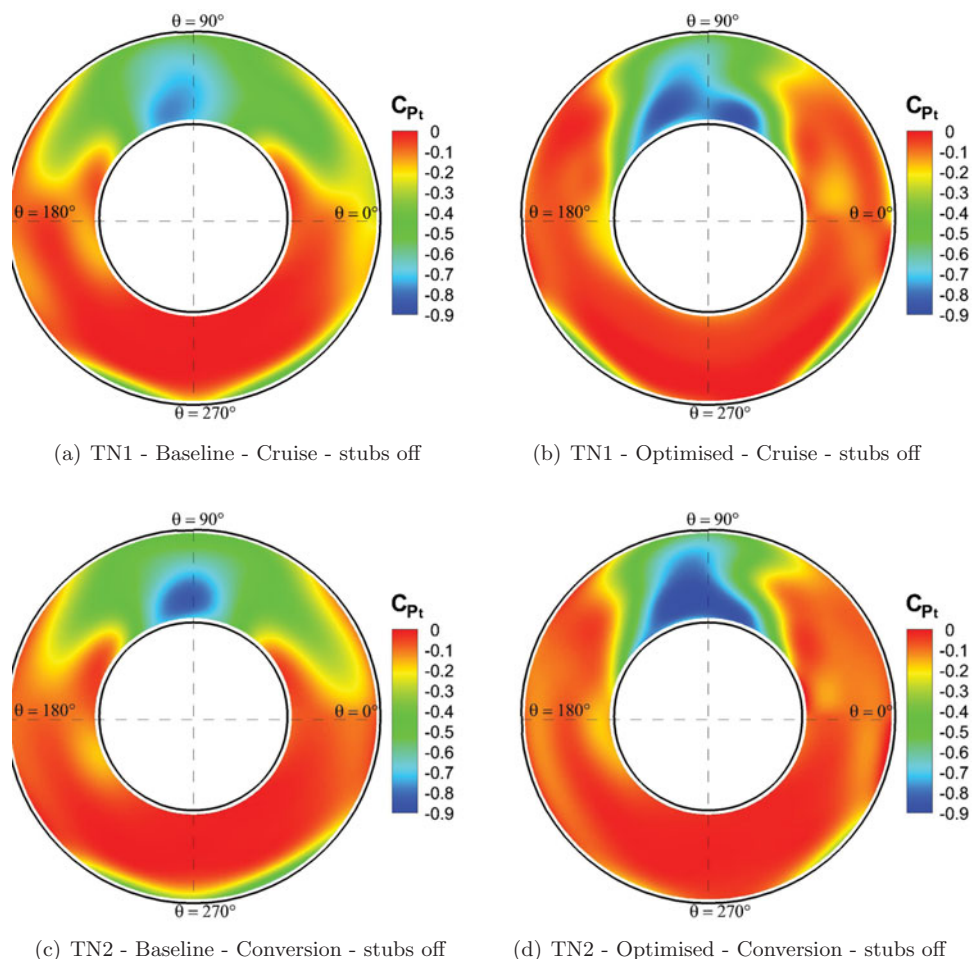 θ = 90°
θ = 180°
θ = 0°
θ = 270°
C_Pt
0
-0.1
-0.2
-0.3
-0.4
-0.5
-0.6
-0.7
-0.8
-0.9
(a) TN1 - Baseline - Cruise - stubs off
θ = 90°
θ = 180°
θ = 0°
θ = 270°
C_Pt
0
-0.1
-0.2
-0.3
-0.4
-0.5
-0.6
-0.7
-0.8
-0.9
(b) TN1 - Optimised - Cruise - stubs off
θ = 90°
θ = 180°
θ = 0°
θ = 270°
C_Pt
0
-0.1
-0.2
-0.3
-0.4
-0.5
-0.6
-0.7
-0.8
-0.9
(c) TN2 - Baseline - Conversion - stubs off
θ = 90°
θ = 180°
θ = 0°
θ = 270°
C_Pt
0
-0.1
-0.2
-0.3
-0.4
-0.5
-0.6
-0.7
-0.8
-0.9
(d) TN2 - Optimised - Conversion - stubs off